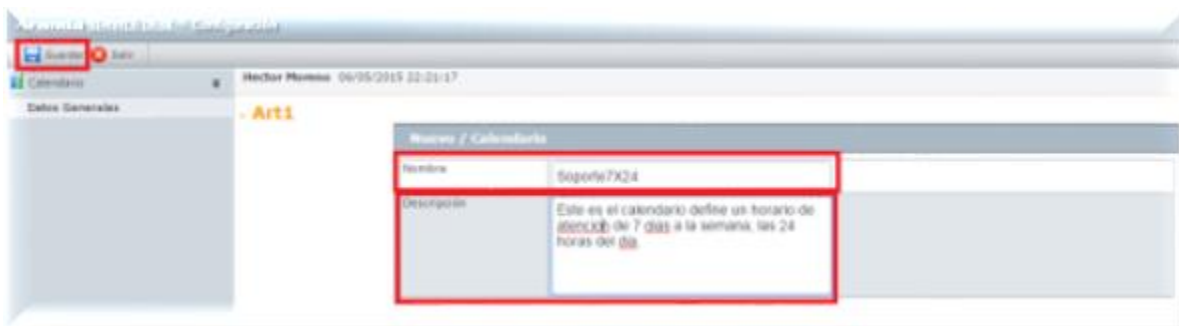 Configuración
Guardar Salir
Calendario
Hector Moreno 06/05/2015 22:21:17
Datos Generales
- Art1
Nuevo / Calendario
Nombre
Soporte7X24
Descripción
Este es el calendario define un horario de
atención de 7 días a la semana, las 24
horas del día.